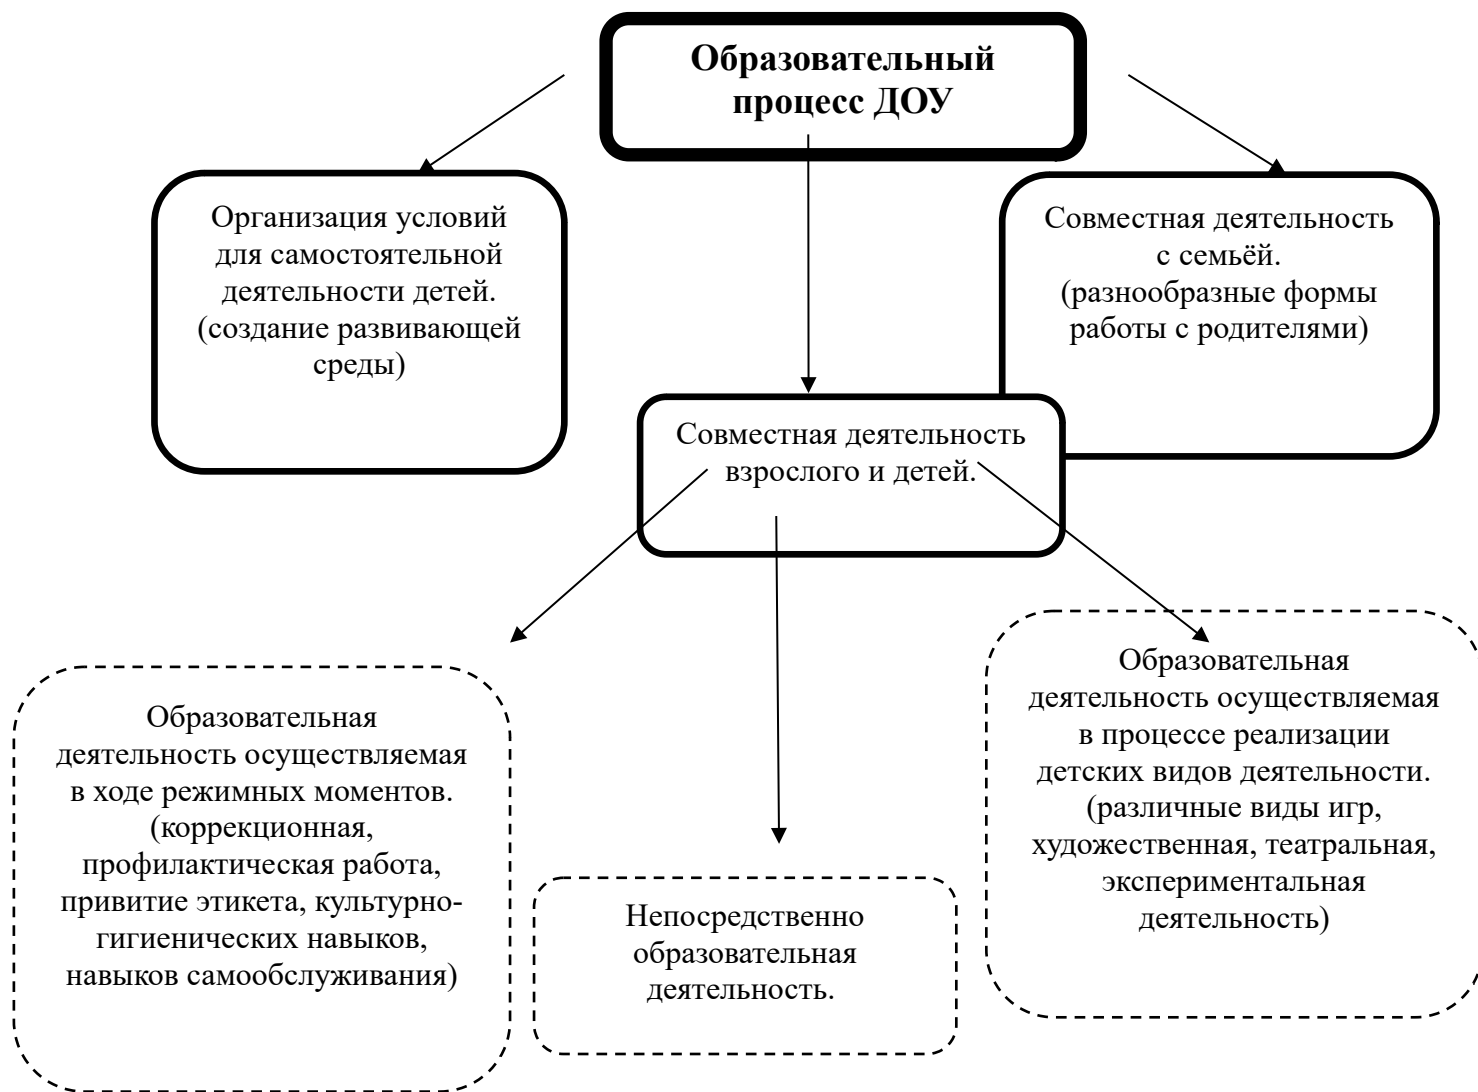 Образовательный
процесс ДОУ
Организация условий
для самостоятельной
деятельности детей.
(создание развивающей
среды)
Совместная деятельность
с семьёй.
(разнообразные формы
работы с родителями)
Совместная деятельность
взрослого и детей.
Образовательная
деятельность осуществляемая
в ходе режимных моментов.
(коррекционная,
профилактическая работа,
привитие этикета, культурно-
гигиенических навыков,
навыков самообслуживания)
Непосредственно
образовательная
деятельность.
Образовательная
деятельность осуществляемая
в процессе реализации
детских видов деятельности.
(различные виды игр,
художественная, театральная,
экспериментальная
деятельность)